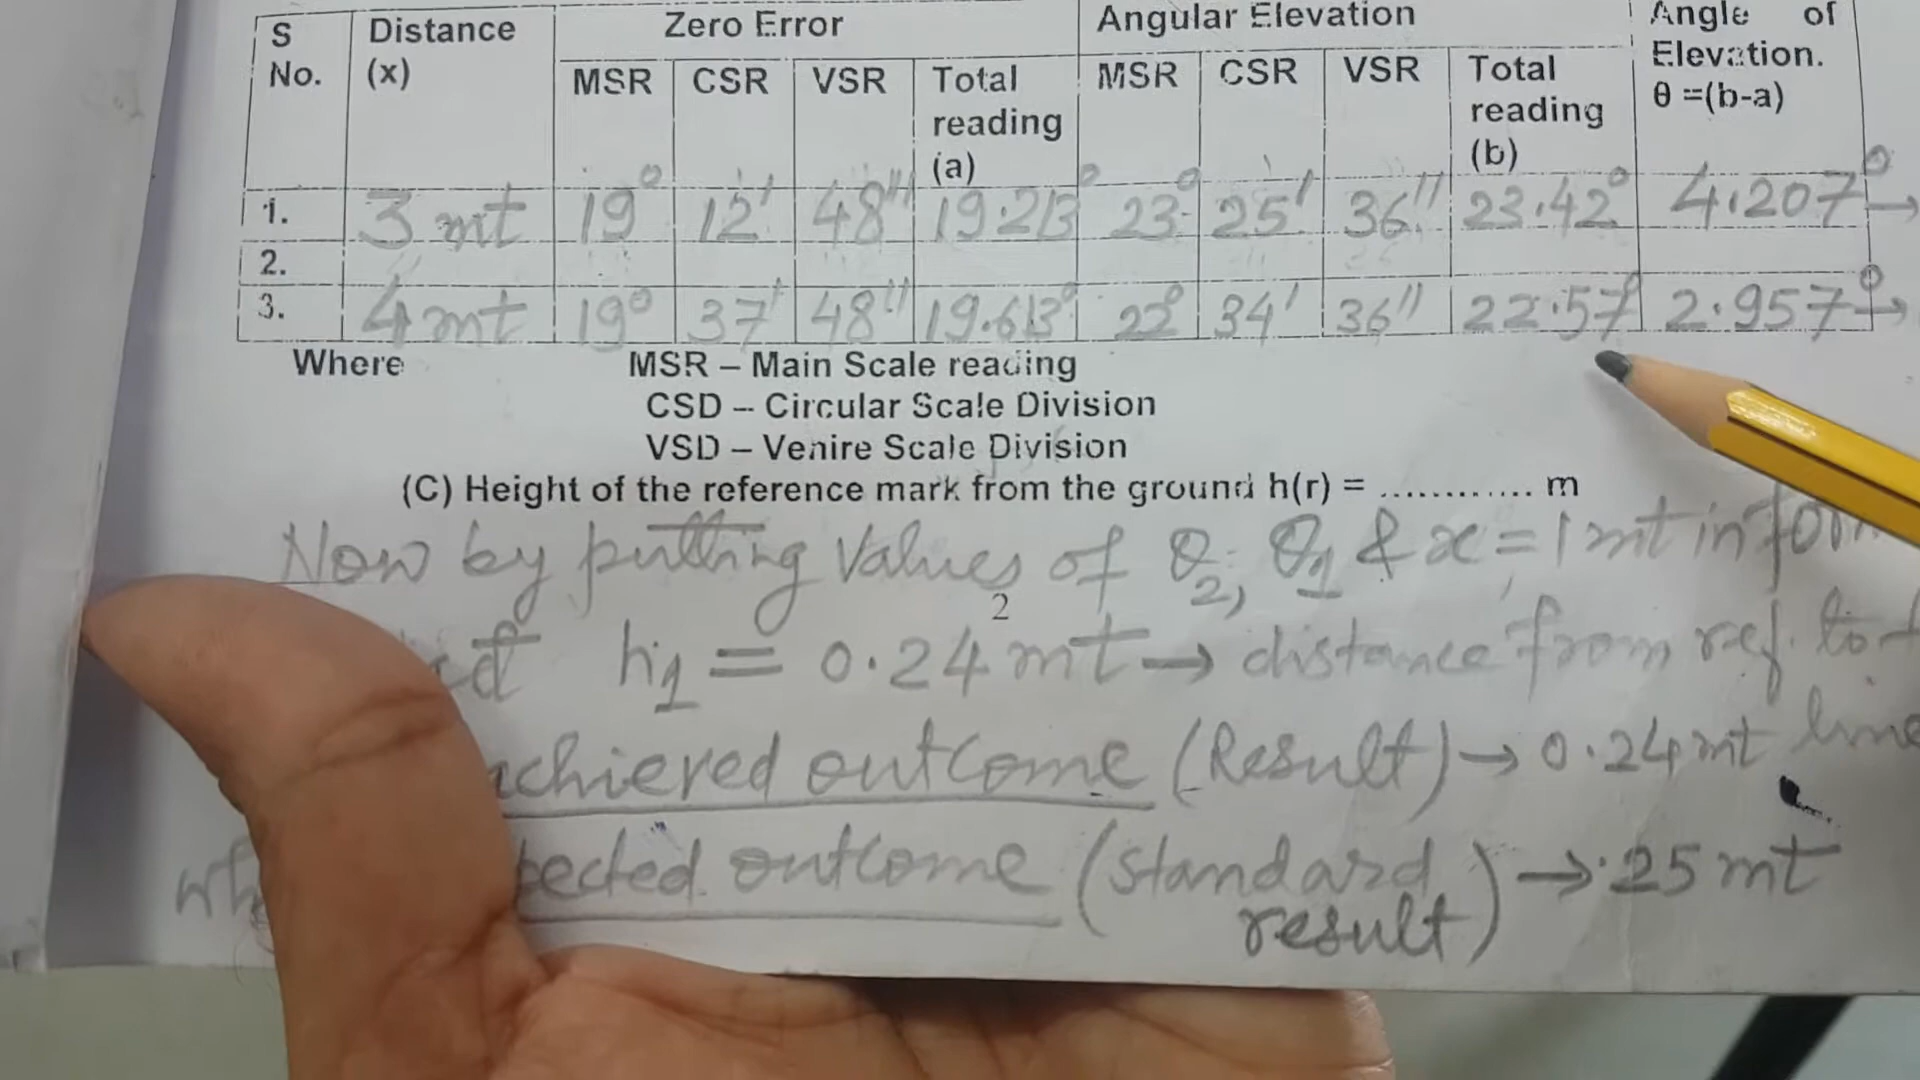 S No. Distance (x) Zero Error Angular Elevation Angle of Elevation. θ =(b-a)
MSR CSR VSR Total reading (a) MSR CSR VSR Total reading (b)
1. 3 mt 19° 12' 48" 19.213° 23° 25' 36" 23.42° 4.207° →
2.
3. 4 mt 19° 37' 48" 19.613° 22° 34' 36" 22.57° 2.957° →
Where MSR – Main Scale reading
CSD – Circular Scale Division
VSD – Venire Scale Division
(C) Height of the reference mark from the ground h(r) = ............. m
Now by putting values of θ2, θ1 & x = 1 mt in
2
h1 = 0.24 mt → distance from ref. to
achieved outcome (Result) → 0.24 mt line
outcome (standard result) → .25 mt